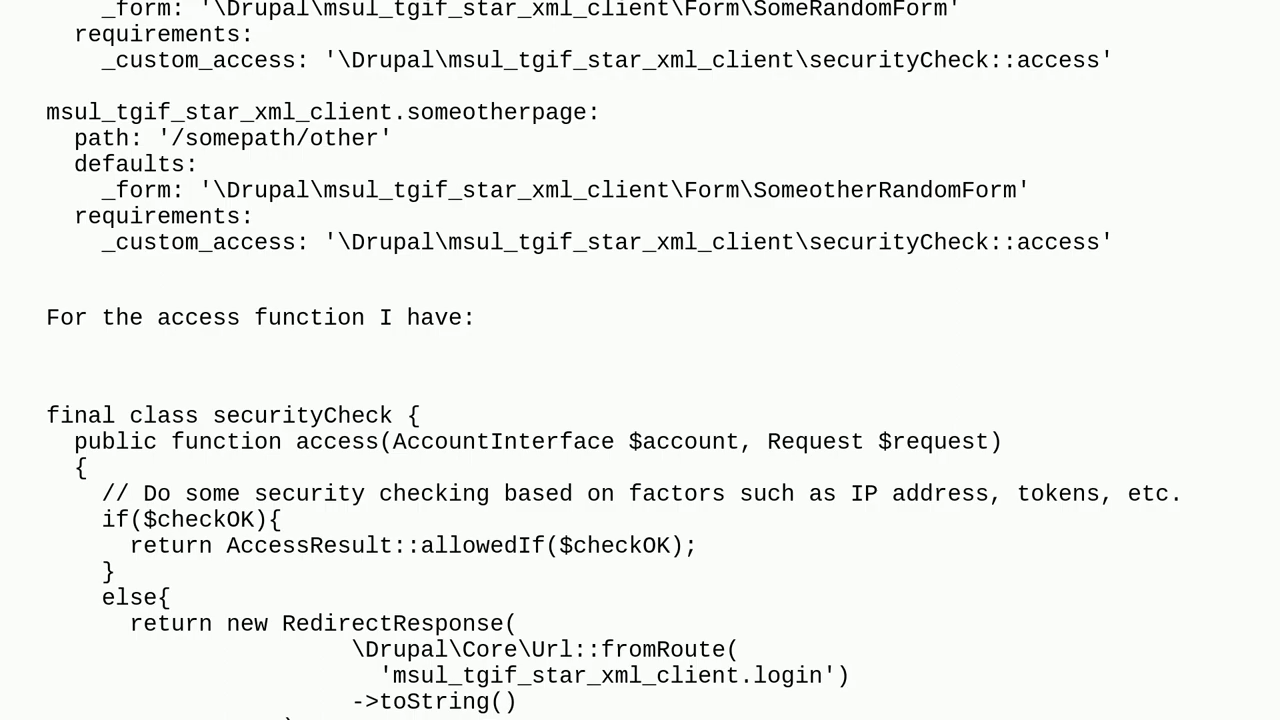 _form: '\Drupal\msul_tgif_star_xml_client\Form\SomeRandomForm'
requirements:
_custom_access: '\Drupal\msul_tgif_star_xml_client\securityCheck::access'
msul_tgif_star_xml_client.someotherpage:
path: '/somepath/other'
defaults:
_form: '\Drupal\msul_tgif_star_xml_client\Form\SomeotherRandomForm'
requirements:
_custom_access: '\Drupal\msul_tgif_star_xml_client\securityCheck::access'
For the access function I have:
final class securityCheck {
public function access(AccountInterface $account, Request $request)
{
// Do some security checking based on factors such as IP address, tokens, etc.
if($checkOK){
return AccessResult::allowedIf($checkOK);
}
else{
return new RedirectResponse(
\Drupal\Core\Url::fromRoute(
'msul_tgif_star_xml_client.login')
->toString()